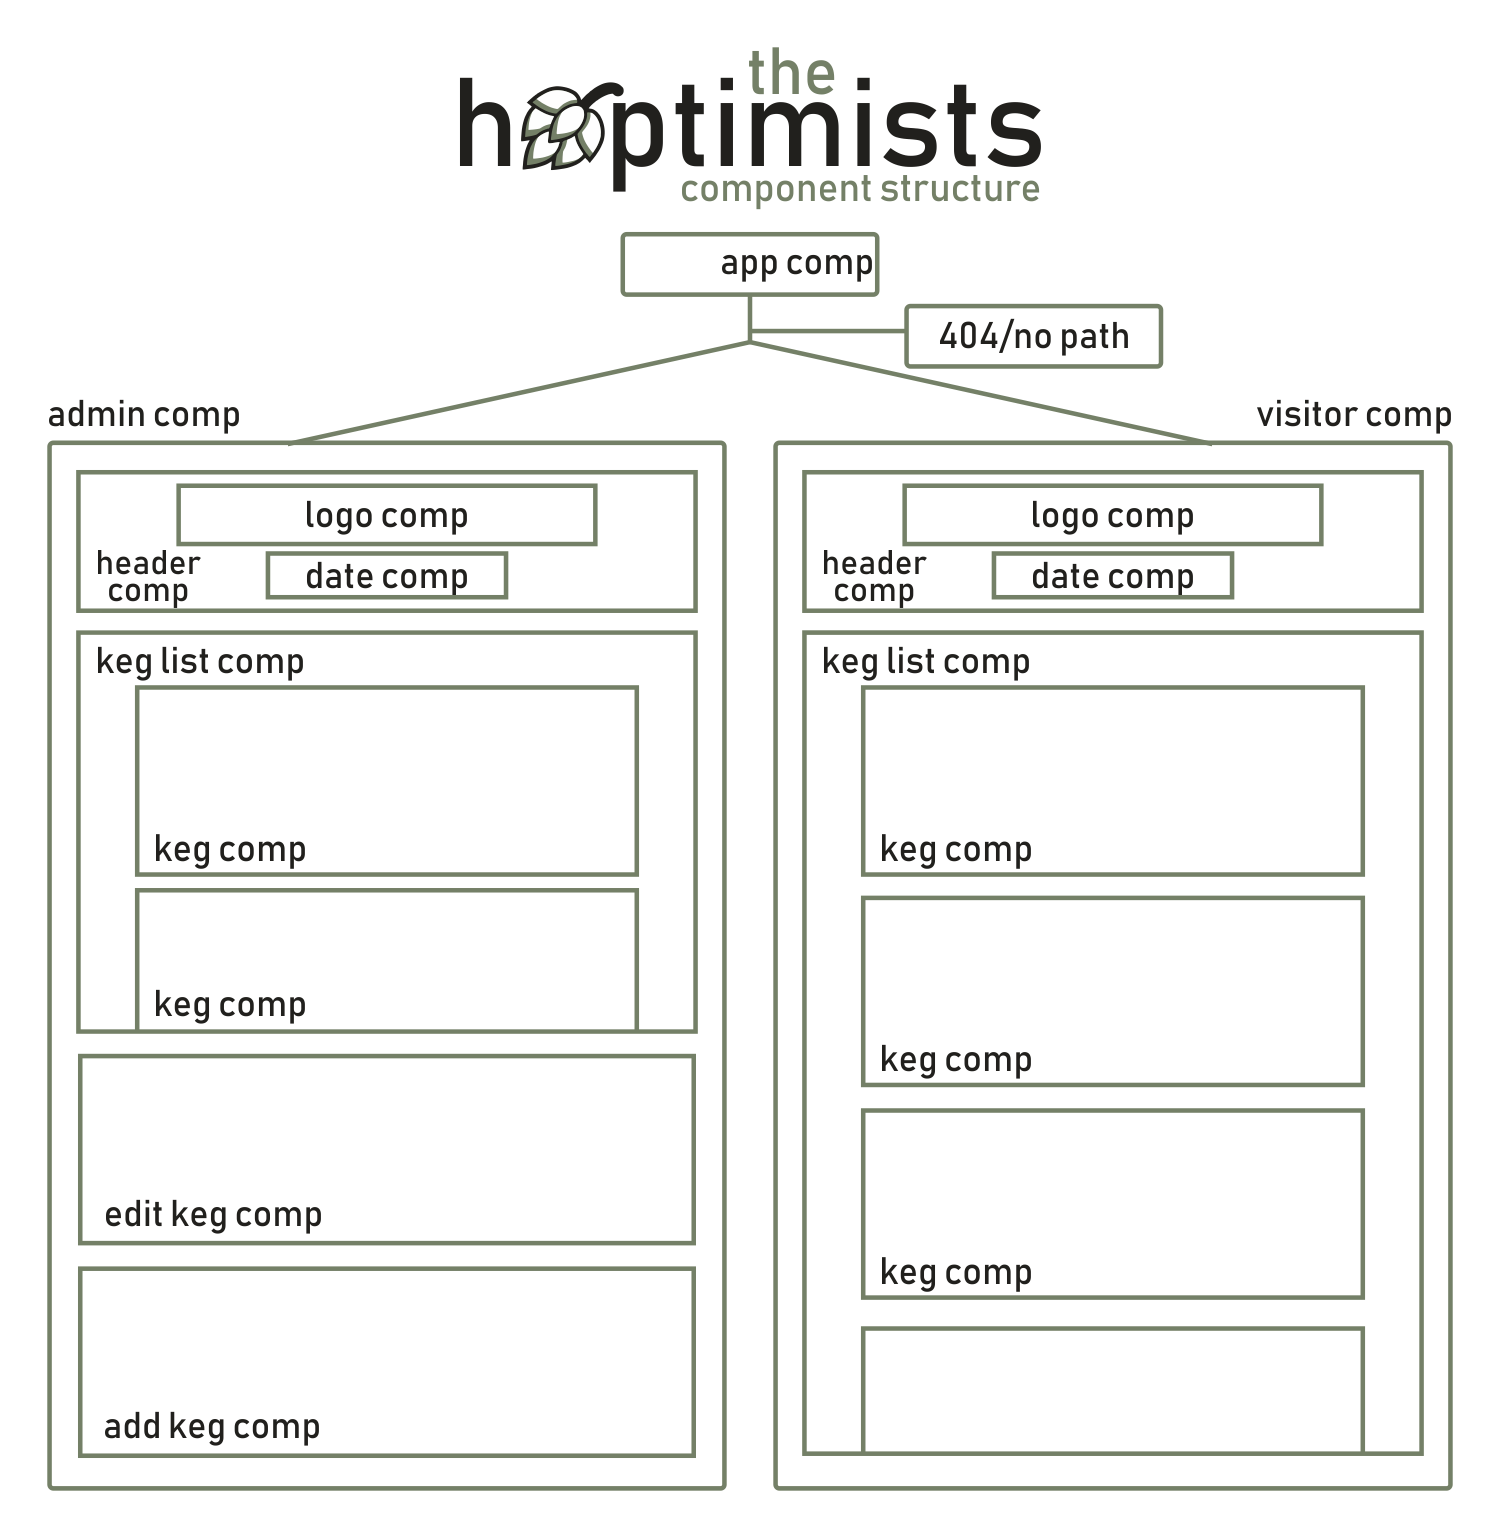 the
hoptimists
component structure
app comp
404/no path
admin comp
visitor comp
logo comp
header
comp
date comp
keg list comp
keg comp
keg comp
edit keg comp
add keg comp
logo comp
header
comp
date comp
keg list comp
keg comp
keg comp
keg comp